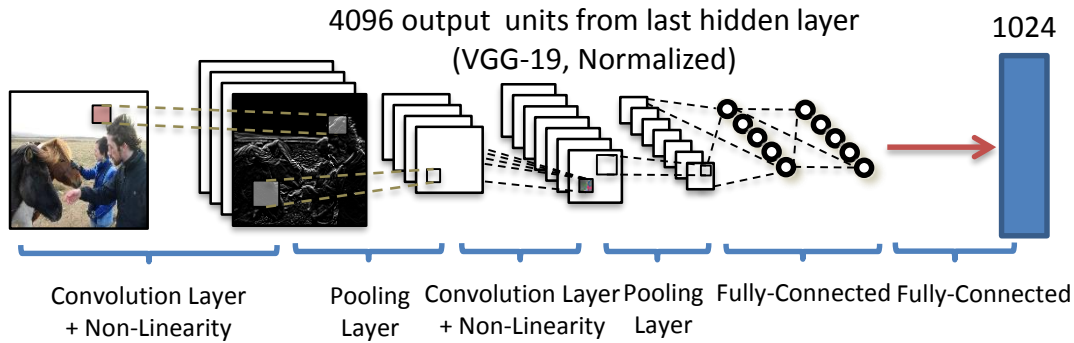 4096 output units from last hidden layer
(VGG-19, Normalized)
1024
Convolution Layer
+ Non-Linearity
Pooling
Layer
Convolution Layer
+ Non-Linearity
Pooling
Layer
Fully-Connected
Fully-Connected